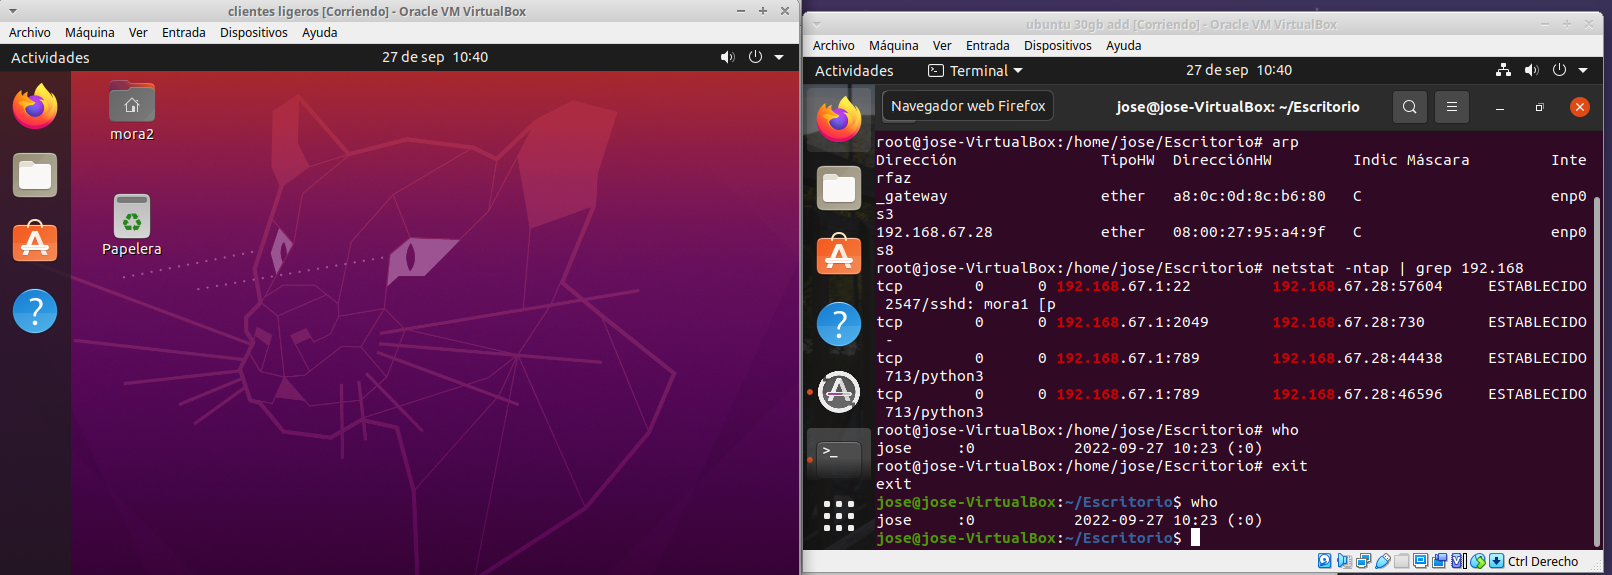 clientes ligeros [Corriendo] - Oracle VM VirtualBox
Archivo Máquina Ver Entrada Dispositivos Ayuda
Actividades 27 de sep 10:40
mora2
Papelera
ubuntu 30gb add [Corriendo] - Oracle VM VirtualBox
Archivo Máquina Ver Entrada Dispositivos Ayuda
Actividades Terminal 27 de sep 10:40
Navegador web Firefox jose@jose-VirtualBox: ~/Escritorio
root@jose-VirtualBox:/home/jose/Escritorio# arp
Dirección TipoHW DirecciónHW Indic Máscara Inte
rfaz
_gateway ether a8:0c:0d:8c:b6:80 C enp0
s3
192.168.67.28 ether 08:00:27:95:a4:9f C enp0
s8
root@jose-VirtualBox:/home/jose/Escritorio# netstat -ntap | grep 192.168
tcp 0 0 192.168.67.1:22 192.168.67.28:57604 ESTABLECIDO
2547/sshd: mora1 [p
tcp 0 0 192.168.67.1:2049 192.168.67.28:730 ESTABLECIDO
-
tcp 0 0 192.168.67.1:789 192.168.67.28:44438 ESTABLECIDO
713/python3
tcp 0 0 192.168.67.1:789 192.168.67.28:46596 ESTABLECIDO
713/python3
root@jose-VirtualBox:/home/jose/Escritorio# who
jose :0 2022-09-27 10:23 (:0)
root@jose-VirtualBox:/home/jose/Escritorio# exit
exit
jose@jose-VirtualBox:~/Escritorio$ who
jose :0 2022-09-27 10:23 (:0)
jose@jose-VirtualBox:~/Escritorio$
Ctrl Derecho